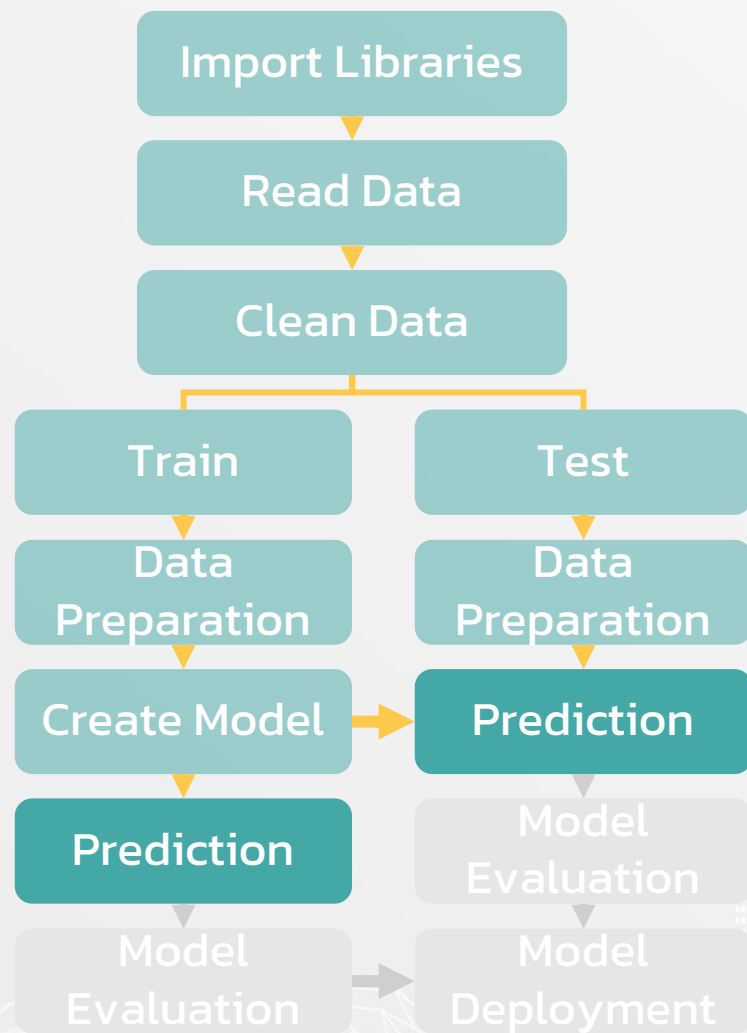 Import Libraries
Read Data
Clean Data
Train
Test
Data
Preparation
Data
Preparation
Create Model
Prediction
Prediction
Model
Evaluation
Model
Evaluation
Model
Deployment